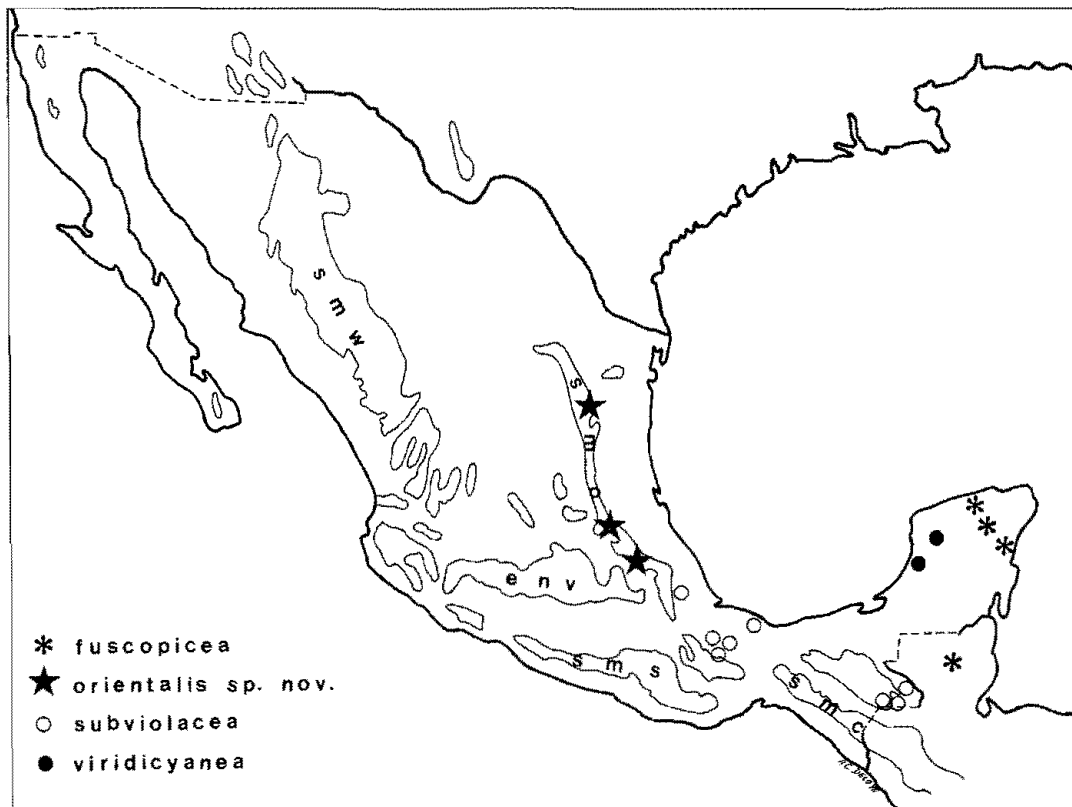 s m w
s m o
e n v
s m s
s m c
fuscopicea
orientalis sp. nov.
subviolacea
viridicyanea